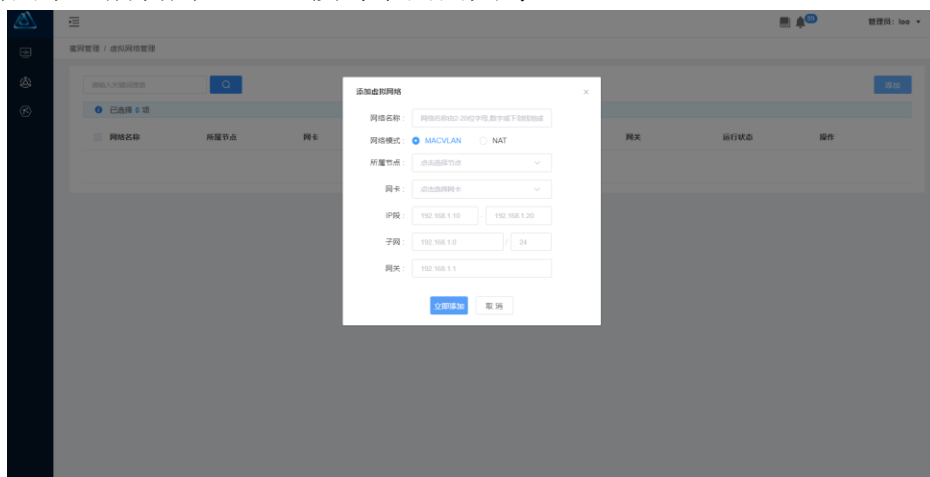 管理员：loo
蜜网管理 / 虚拟网络管理
请输入关键词搜索
添加
已选择 0 项
网络名称 所属节点 网卡 网关 运行状态 操作
添加虚拟网络
网络名称：
网络名称由2-20位字母,数字或下划线组成
网络模式： MACVLAN NAT
所属节点： 点击选择节点
网卡： 点击选择网卡
IP段： 192.168.1.10 - 192.168.1.20
子网： 192.168.1.0 / 24
网关： 192.168.1.1
立即添加 取 消